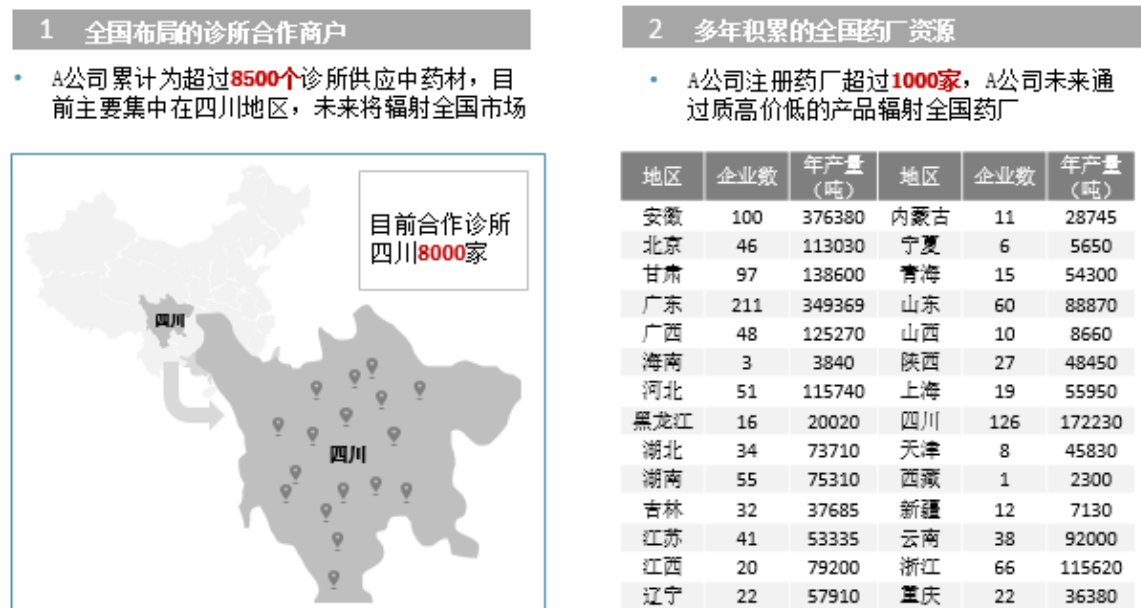 1 全国布局的诊所合作商户
• A公司累计为超过8500个诊所供应中药材，目
前主要集中在四川地区，未来将辐射全国市场
目前合作诊所
四川8000家
四川
四川
2 多年积累的全国药厂资源
• A公司注册药厂超过1000家，A公司未来通
过质高价低的产品辐射全国药厂
地区 企业数 年产量（吨） 地区 企业数 年产量（吨）
安徽 100 376380 内蒙古 11 28745
北京 46 113030 宁夏 6 5650
甘肃 97 138600 青海 15 54300
广东 211 349369 山东 60 88870
广西 48 125270 山西 10 8660
海南 3 3840 陕西 27 48450
河北 51 115740 上海 19 55950
黑龙江 16 20020 四川 126 172230
湖北 34 73710 天津 8 45830
湖南 55 75310 西藏 1 2300
吉林 32 37685 新疆 12 7130
江苏 41 53335 云南 38 92000
江西 20 79200 浙江 66 115620
辽宁 22 57910 重庆 22 36380